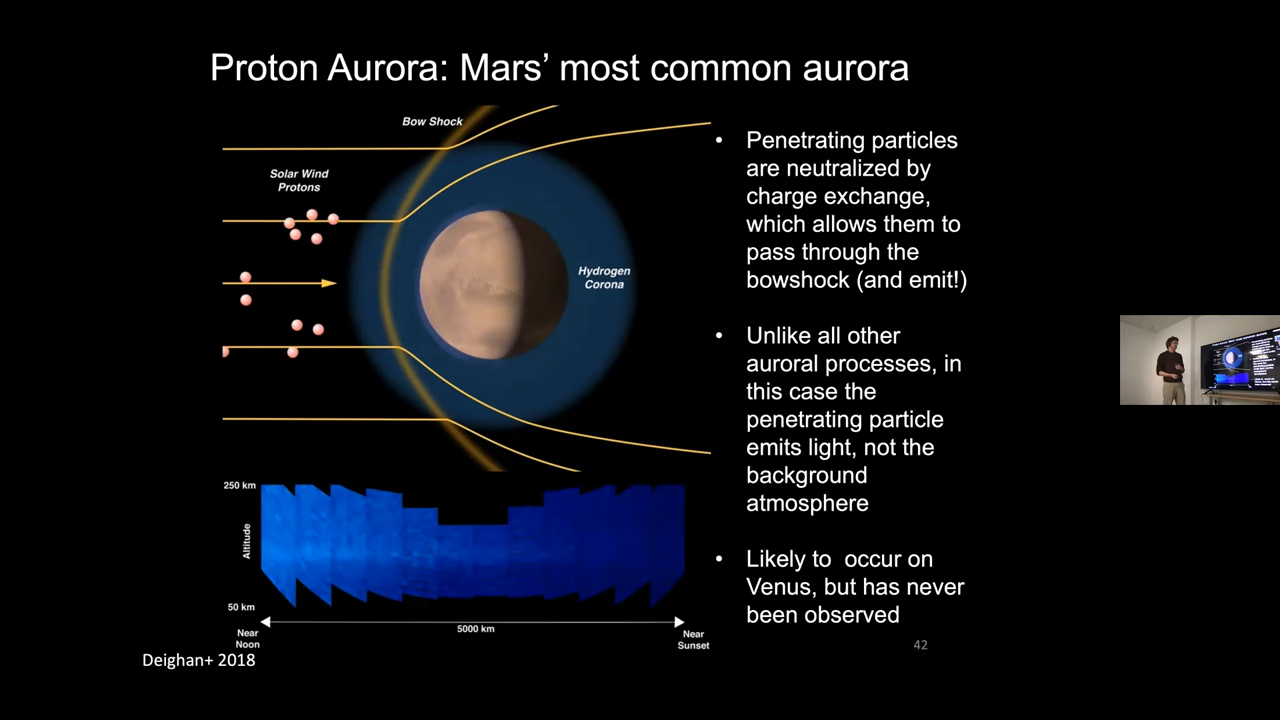 Proton Aurora: Mars’ most common aurora
Bow Shock
Solar Wind
Protons
Hydrogen
Corona
• Penetrating particles
are neutralized by
charge exchange,
which allows them to
pass through the
bowshock (and emit!)
• Unlike all other
auroral processes, in
this case the
penetrating particle
emits light, not the
background
atmosphere
• Likely to  occur on
Venus, but has never
been observed
250 km
Altitude
50 km
5000 km
Near
Noon
Near
Sunset
Deighan+ 2018
42